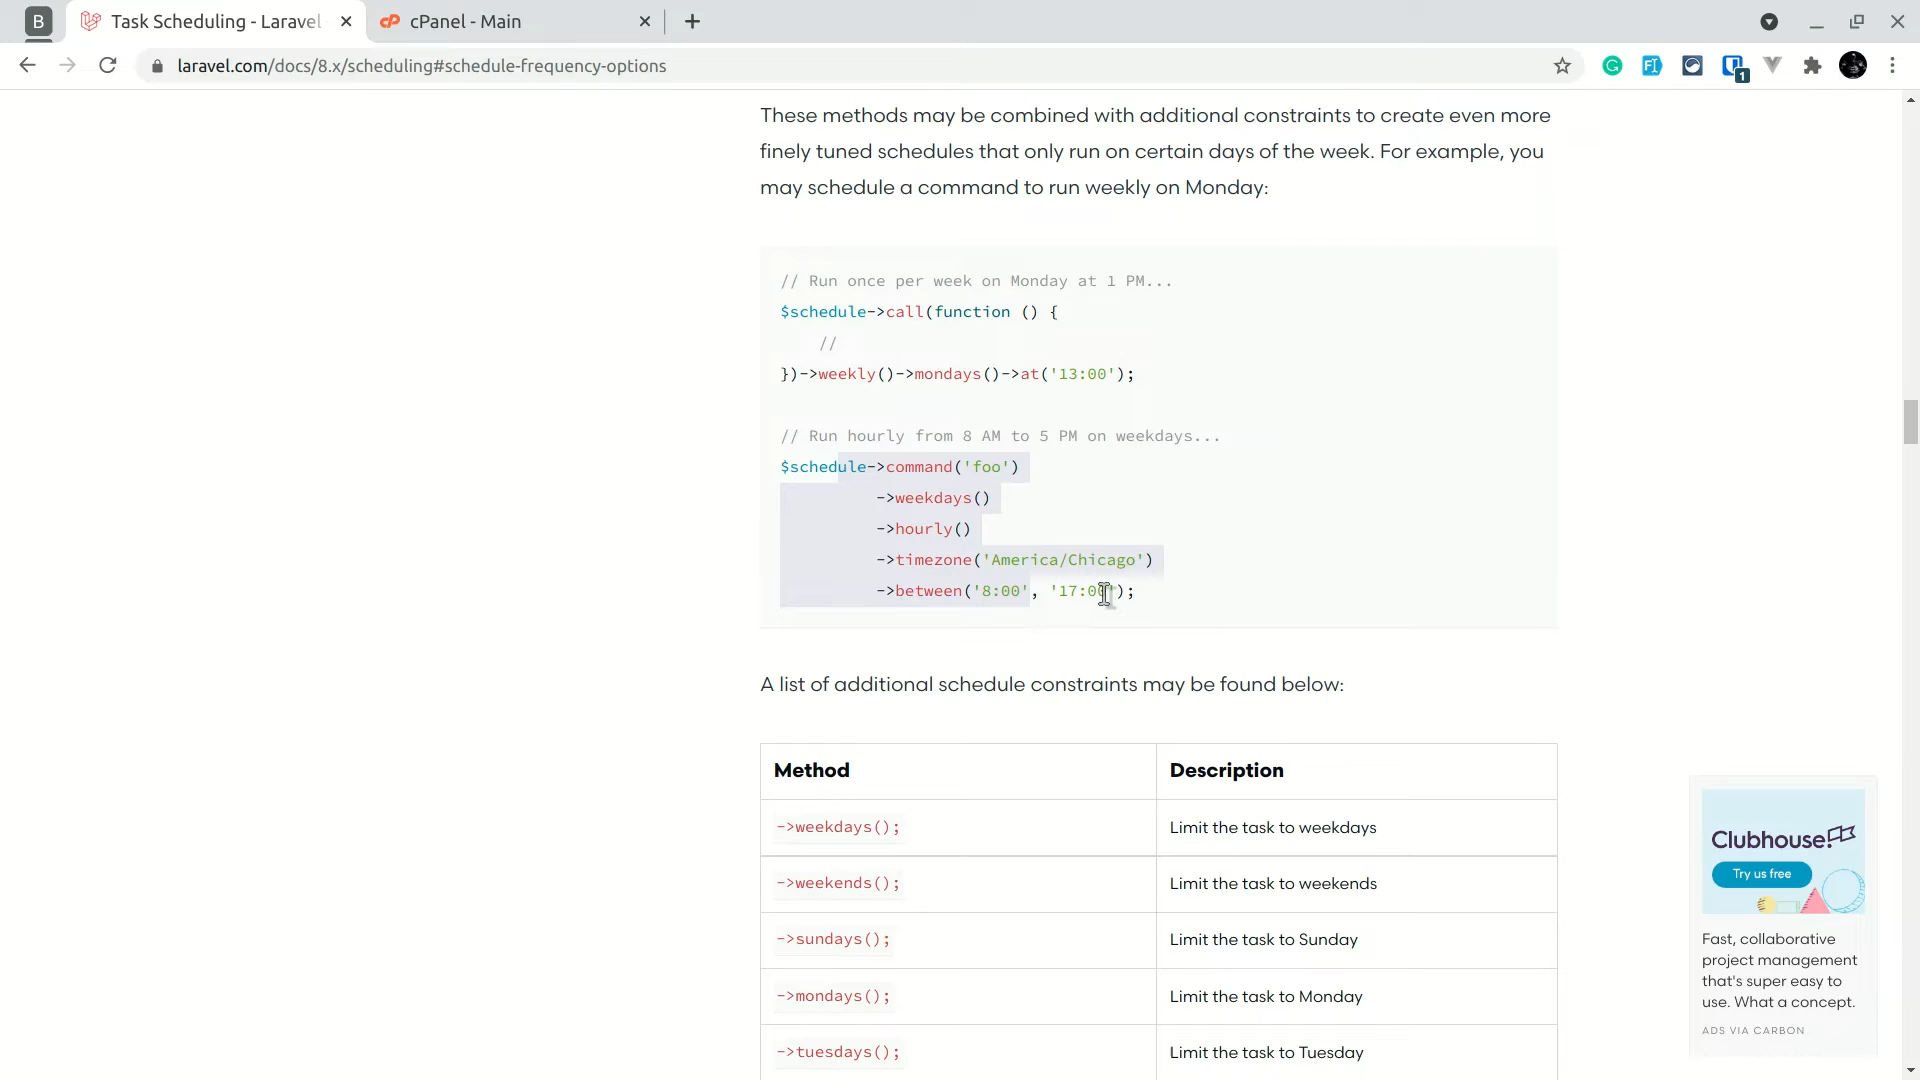 B
Task Scheduling - Laravel
cPanel - Main
laravel.com/docs/8.x/scheduling#schedule-frequency-options
1
These methods may be combined with additional constraints to create even more
finely tuned schedules that only run on certain days of the week. For example, you
may schedule a command to run weekly on Monday:
// Run once per week on Monday at 1 PM...
$schedule->call(function () {
//
})->weekly()->mondays()->at('13:00');
// Run hourly from 8 AM to 5 PM on weekdays...
$schedule->command('foo')
->weekdays()
->hourly()
->timezone('America/Chicago')
->between('8:00', '17:00');
A list of additional schedule constraints may be found below:
Method Description
->weekdays(); Limit the task to weekdays
->weekends(); Limit the task to weekends
->sundays(); Limit the task to Sunday
->mondays(); Limit the task to Monday
->tuesdays(); Limit the task to Tuesday
Clubhouse!
Try us free
Fast, collaborative
project management
that's super easy to
use. What a concept.
ADS VIA CARBON